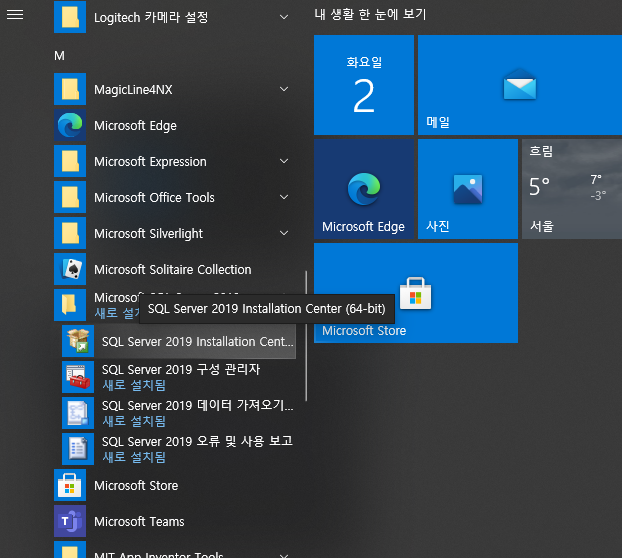 Logitech 카메라 설정
M
MagicLine4NX
Microsoft Edge
Microsoft Expression
Microsoft Office Tools
Microsoft Silverlight
Microsoft Solitaire Collection
새로
SQL Server 2019 Installation Center (64-bit)
SQL Server 2019 Installation Cent...
SQL Server 2019 구성 관리자
새로 설치됨
SQL Server 2019 데이터 가져오기...
새로 설치됨
SQL Server 2019 오류 및 사용 보고
새로 설치됨
Microsoft Store
Microsoft Teams
MIT App Inventor Tools
내 생활 한 눈에 보기
화요일
2
메일
Microsoft Edge
사진
흐림
5°
7°
-3°
서울
Microsoft Store